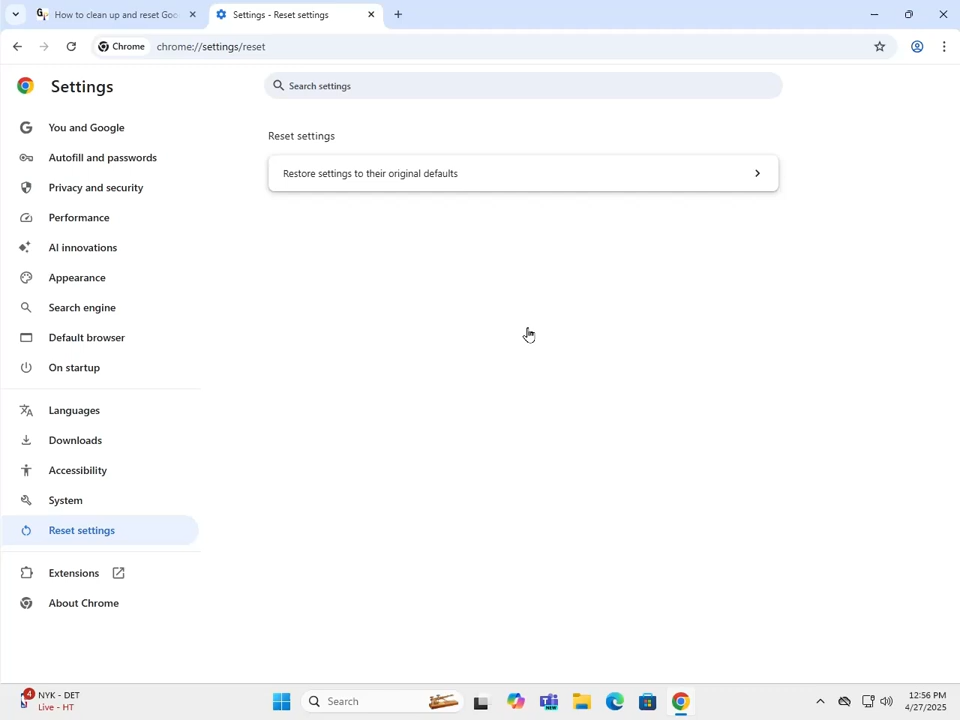 How to clean up and reset Goo
Settings - Reset settings
Chrome
chrome://settings/reset
Settings
Search settings
You and Google
Autofill and passwords
Privacy and security
Performance
AI innovations
Appearance
Search engine
Default browser
On startup
Languages
Downloads
Accessibility
System
Reset settings
Extensions
About Chrome
Reset settings
Restore settings to their original defaults
4
NYK - DET
Live - HT
Search
NEW
12:56 PM
4/27/2025